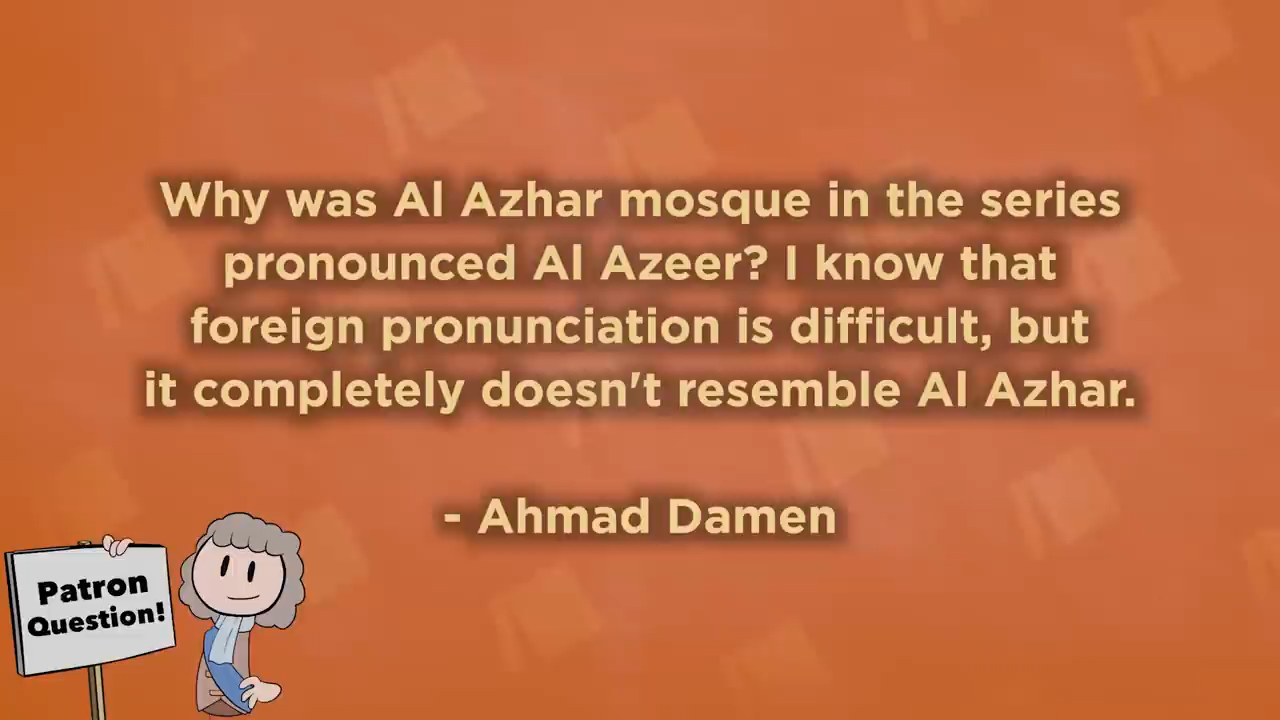 Why was Al Azhar mosque in the series
pronounced Al Azeer? I know that
foreign pronunciation is difficult, but
it completely doesn't resemble Al Azhar.
- Ahmad Damen
Patron
Question!